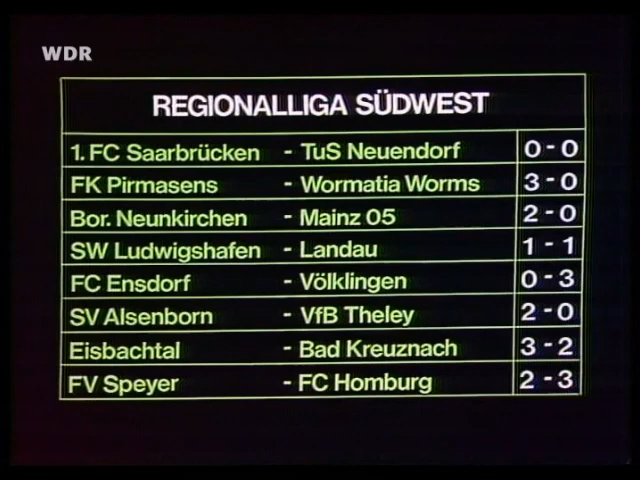 WDR
REGIONALLIGA SÜDWEST
1. FC Saarbrücken - TuS Neuendorf 0-0
FK Pirmasens - Wormatia Worms 3-0
Bor. Neunkirchen - Mainz 05 2-0
SW Ludwigshafen - Landau 1-1
FC Ensdorf - Völklingen 0-3
SV Alsenborn - VfB Theley 2-0
Eisbachtal - Bad Kreuznach 3-2
FV Speyer - FC Homburg 2-3